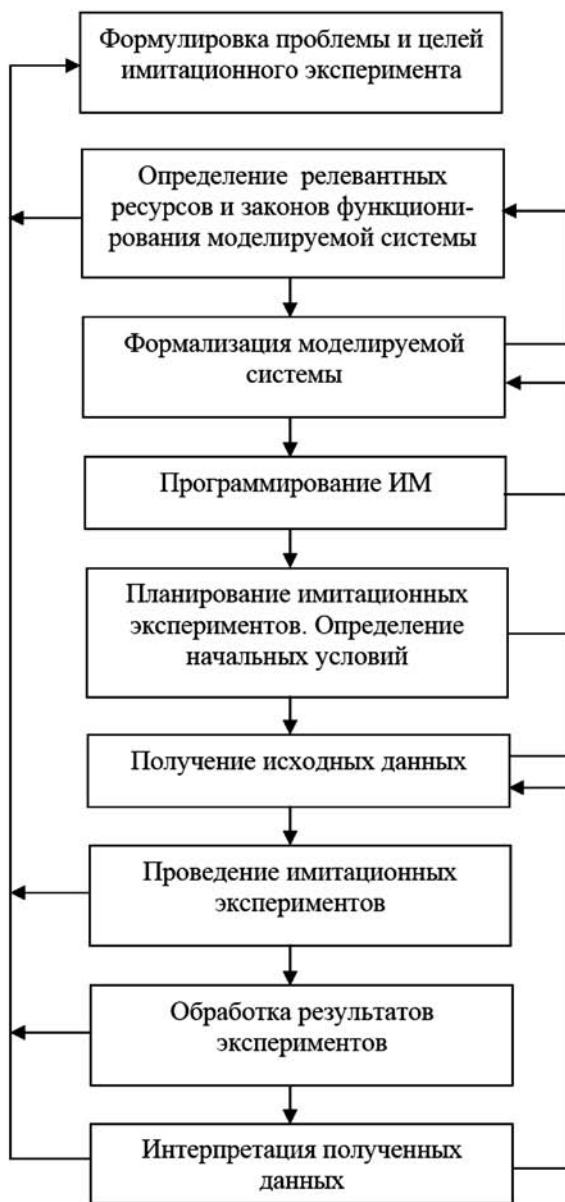 Формулировка проблемы и целей
имитационного эксперимента
Определение релевантных
ресурсов и законов функциони-
рования моделируемой системы
Формализация моделируемой
системы
Программирование ИМ
Планирование имитационных
экспериментов. Определение
начальных условий
Получение исходных данных
Проведение имитационных
экспериментов
Обработка результатов
экспериментов
Интерпретация полученных
данных